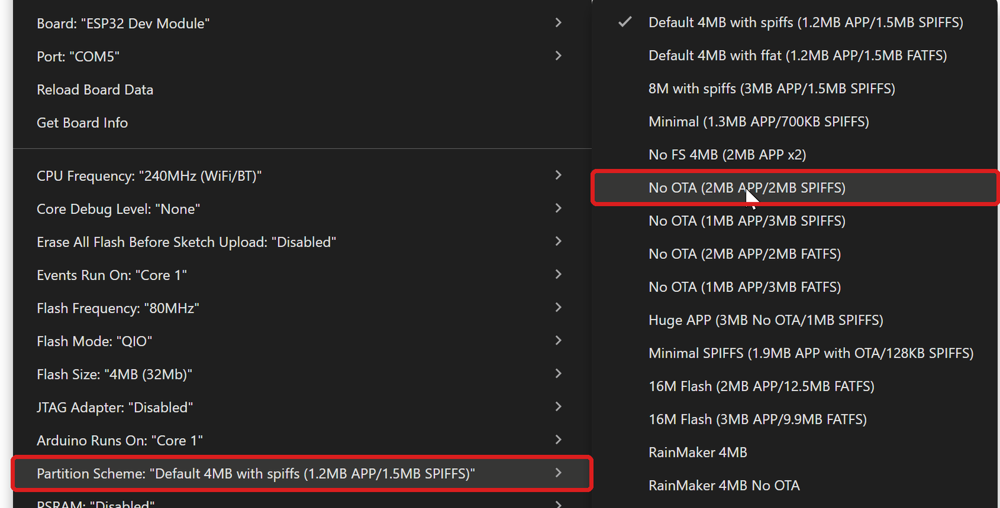 Board: "ESP32 Dev Module"
Port: "COM5"
Reload Board Data
Get Board Info
CPU Frequency: "240MHz (WiFi/BT)"
Core Debug Level: "None"
Erase All Flash Before Sketch Upload: "Disabled"
Events Run On: "Core 1"
Flash Frequency: "80MHz"
Flash Mode: "QIO"
Flash Size: "4MB (32Mb)"
JTAG Adapter: "Disabled"
Arduino Runs On: "Core 1"
Partition Scheme: "Default 4MB with spiffs (1.2MB APP/1.5MB SPIFFS)"
PSRAM: "Disabled"
Default 4MB with spiffs (1.2MB APP/1.5MB SPIFFS)
Default 4MB with ffat (1.2MB APP/1.5MB FATFS)
8M with spiffs (3MB APP/1.5MB SPIFFS)
Minimal (1.3MB APP/700KB SPIFFS)
No FS 4MB (2MB APP x2)
No OTA (2MB APP/2MB SPIFFS)
No OTA (1MB APP/3MB SPIFFS)
No OTA (2MB APP/2MB FATFS)
No OTA (1MB APP/3MB FATFS)
Huge APP (3MB No OTA/1MB SPIFFS)
Minimal SPIFFS (1.9MB APP with OTA/128KB SPIFFS)
16M Flash (2MB APP/12.5MB FATFS)
16M Flash (3MB APP/9.9MB FATFS)
RainMaker 4MB
RainMaker 4MB No OTA